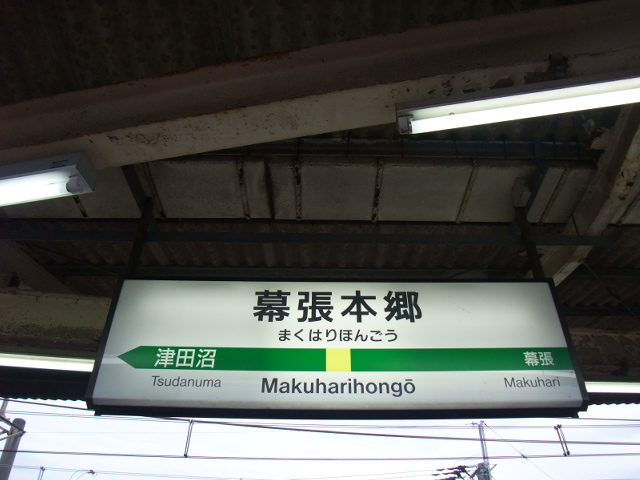 幕張本郷
まくはりほんごう
津田沼
幕張
Tsudanuma
Makuharihongō
Makuhari